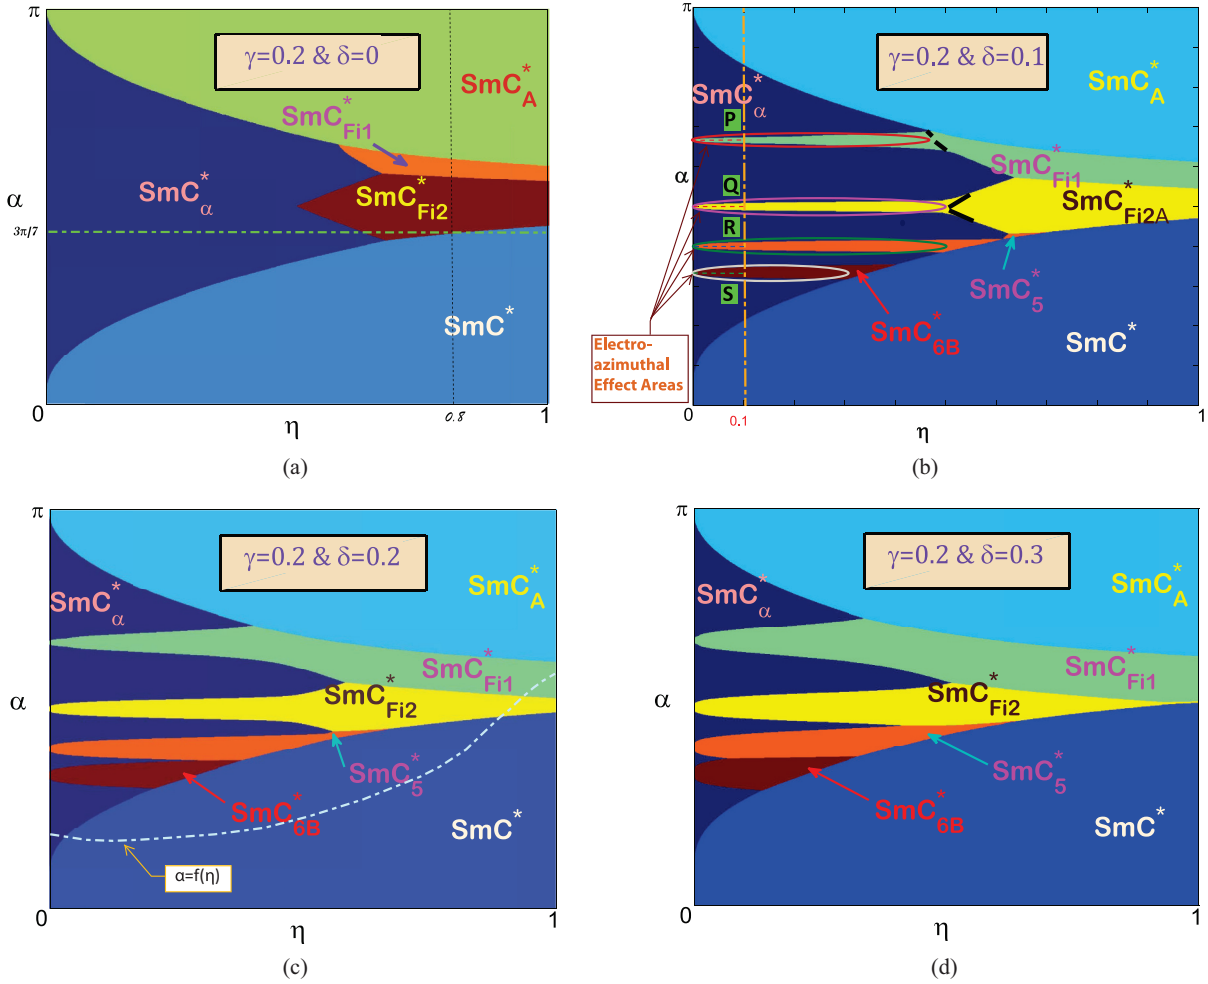 π
γ=0.2 & δ=0
SmC*A
SmC*Fi1
SmC*α
SmC*Fi2
α
3π/7
SmC*
0
η
0.8
1
(a)
π
γ=0.2 & δ=0.1
SmC*α
SmC*A
P
SmC*Fi1
α
Q
SmC*Fi2A
R
SmC*5
S
SmC*6B
SmC*
Electro-
azimuthal
Effect Areas
0
0.1
η
1
(b)
π
γ=0.2 & δ=0.2
SmC*α
SmC*A
SmC*Fi1
α
SmC*Fi2
SmC*5
SmC*6B
SmC*
α=f(η)
0
η
1
(c)
π
γ=0.2 & δ=0.3
SmC*α
SmC*A
SmC*Fi1
α
SmC*Fi2
SmC*5
SmC*6B
SmC*
0
η
1
(d)